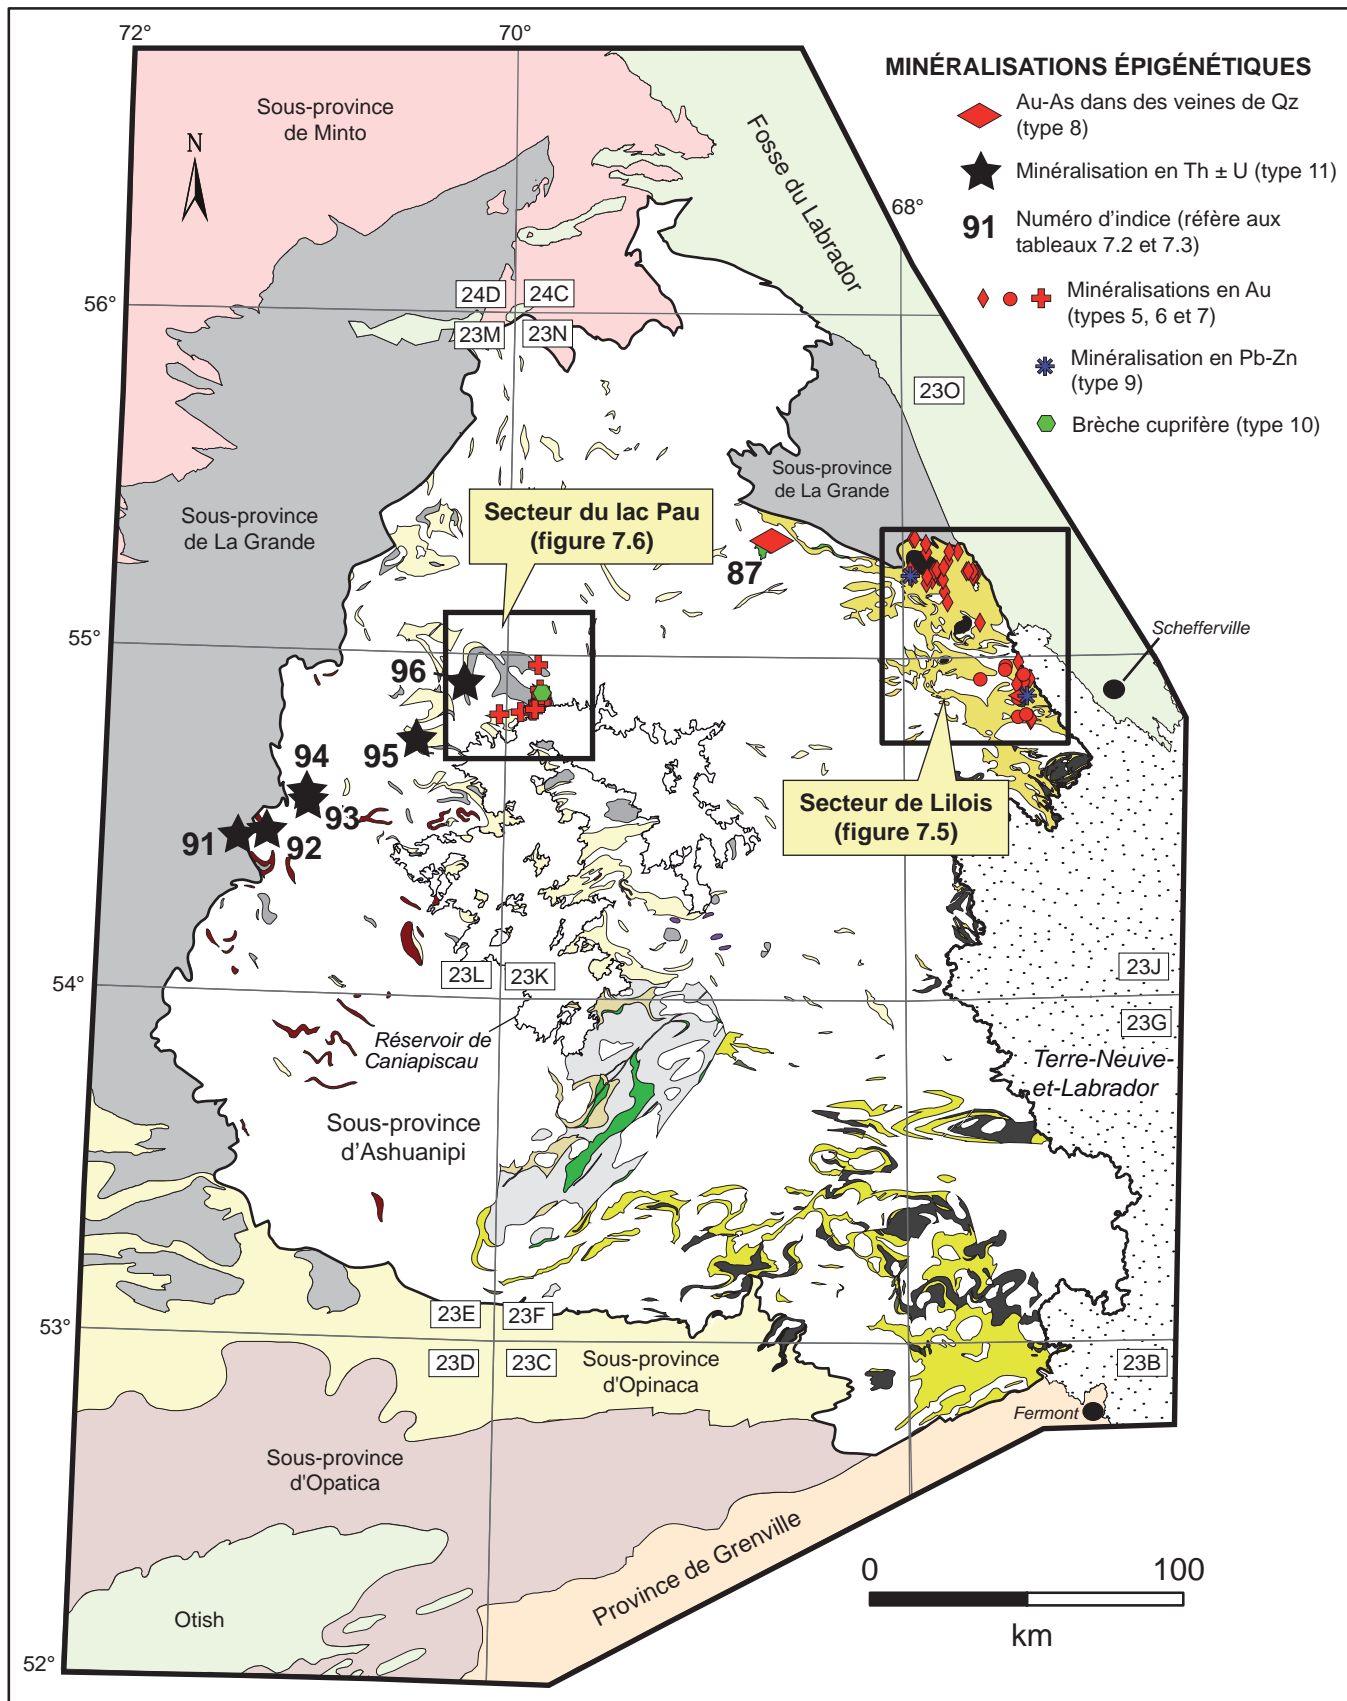 72°
70°
MINÉRALISATIONS ÉPIGÉNÉTIQUES
Au-As dans des veines de Qz
(type 8)
Minéralisation en Th ± U (type 11)
91
Numéro d'indice (réfère aux
tableaux 7.2 et 7.3)
Minéralisations en Au
(types 5, 6 et 7)
Minéralisation en Pb-Zn
(type 9)
Brèche cuprifère (type 10)
Sous-province
de Minto
N
Fosse du Labrador
68°
56°
24D
24C
23M
23N
23O
Sous-province
de La Grande
Sous-province
de La Grande
Secteur du lac Pau
(figure 7.6)
87
55°
Schefferville
96
95
94
93
91
92
Secteur de Lilois
(figure 7.5)
54°
23L
23K
23J
23G
Réservoir de
Caniapiscau
Terre-Neuve-
et-Labrador
Sous-province
d'Ashuanipi
53°
23E
23F
23D
23C
23B
Sous-province
d'Opinaca
Fermont
Sous-province
d'Opatica
Province de Grenville
Otish
0
100
km
52°